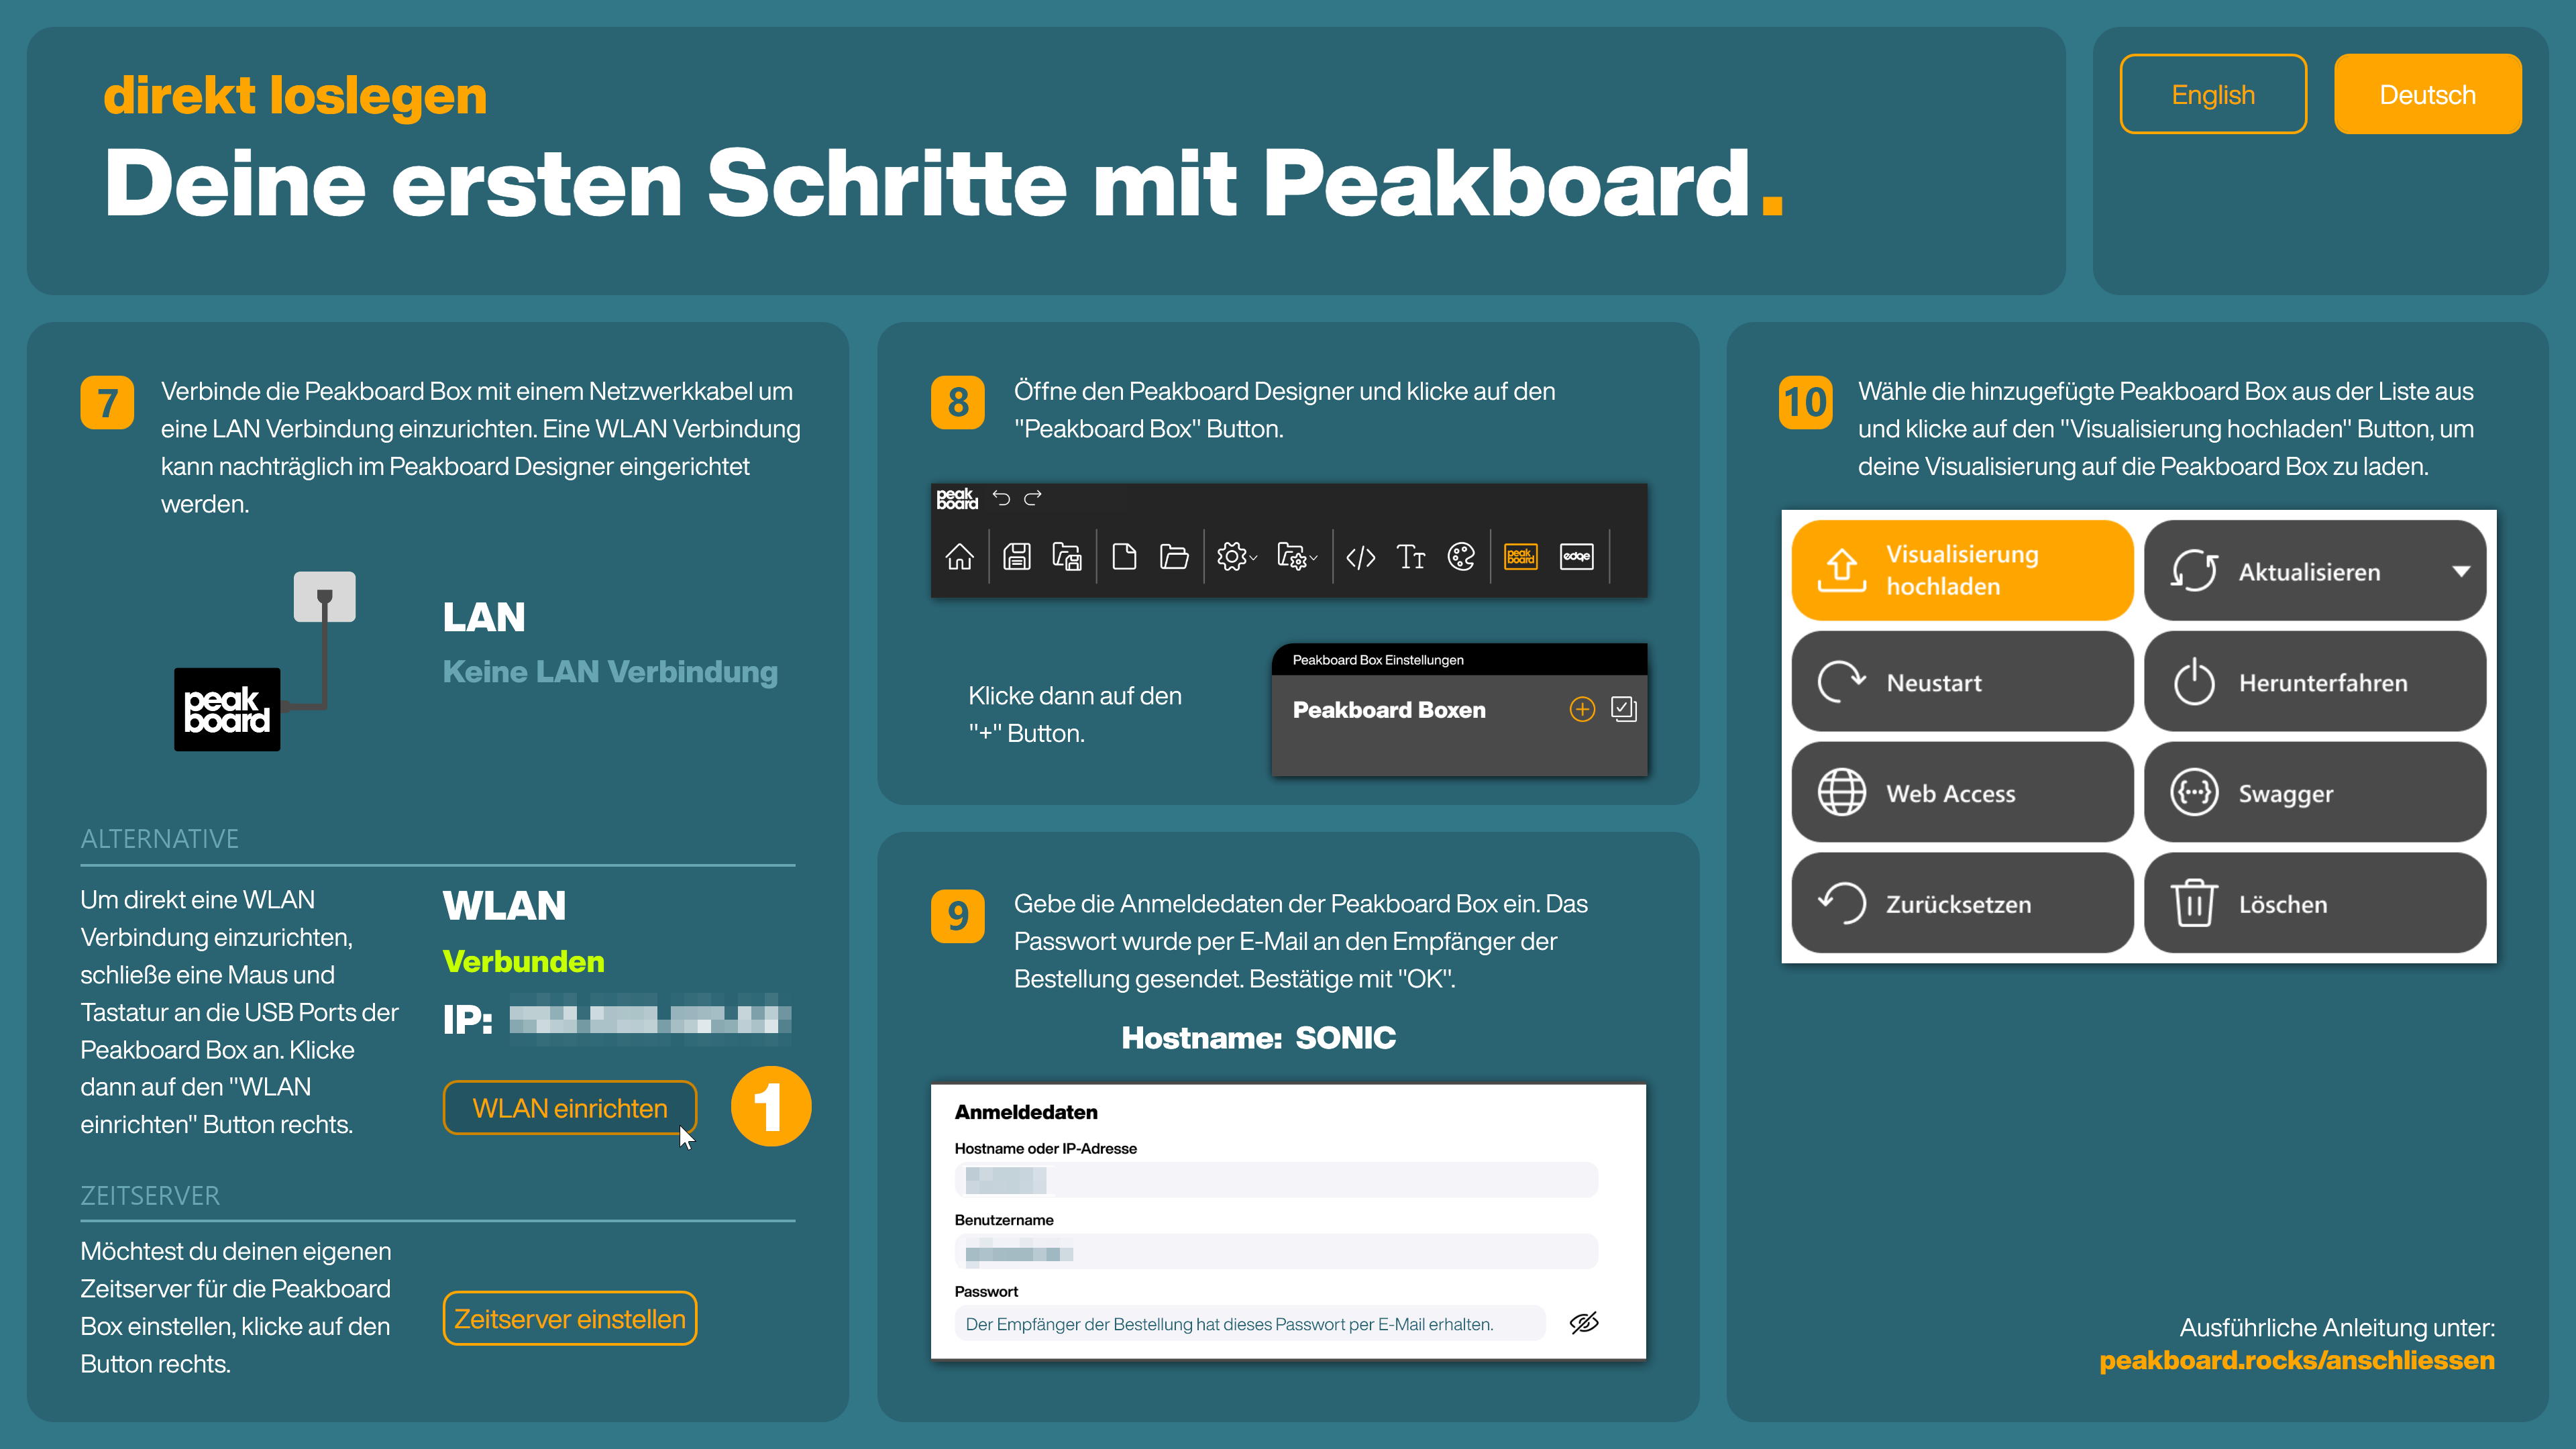 direkt loslegen
Deine ersten Schritte mit Peakboard.
English
Deutsch
7
Verbinde die Peakboard Box mit einem Netzwerkkabel um
eine LAN Verbindung einzurichten. Eine WLAN Verbindung
kann nachträglich im Peakboard Designer eingerichtet
werden.
peak
board
LAN
Keine LAN Verbindung
ALTERNATIVE
Um direkt eine WLAN
Verbindung einzurichten,
schließe eine Maus und
Tastatur an die USB Ports der
Peakboard Box an. Klicke
dann auf den "WLAN
einrichten" Button rechts.
WLAN
Verbunden
IP:
WLAN einrichten
1
ZEITSERVER
Möchtest du deinen eigenen
Zeitserver für die Peakboard
Box einstellen, klicke auf den
Button rechts.
Zeitserver einstellen
8
Öffne den Peakboard Designer und klicke auf den
"Peakboard Box" Button.
peak
board
Tt
peak
board
edge
Klicke dann auf den
"+" Button.
Peakboard Box Einstellungen
Peakboard Boxen
9
Gebe die Anmeldedaten der Peakboard Box ein. Das
Passwort wurde per E-Mail an den Empfänger der
Bestellung gesendet. Bestätige mit "OK".
Hostname: SONIC
Anmeldedaten
Hostname oder IP-Adresse
Benutzername
Passwort
Der Empfänger der Bestellung hat dieses Passwort per E-Mail erhalten.
10
Wähle die hinzugefügte Peakboard Box aus der Liste aus
und klicke auf den "Visualisierung hochladen" Button, um
deine Visualisierung auf die Peakboard Box zu laden.
Visualisierung
hochladen
Aktualisieren
Neustart
Herunterfahren
Web Access
Swagger
Zurücksetzen
Löschen
Ausführliche Anleitung unter:
peakboard.rocks/anschliessen